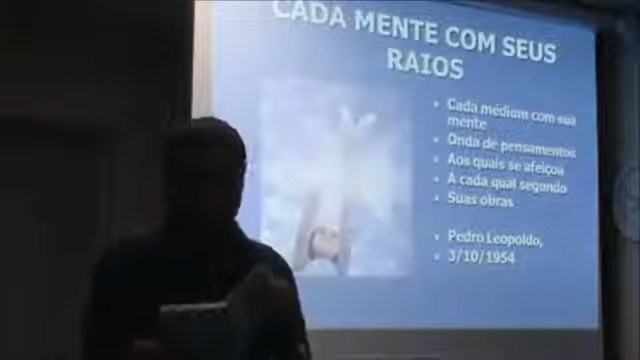 CADA MENTE COM SEUS
RAIOS
Cada médium com sua
mente
Onda de pensamentos
Aos quais se afeiçoa
A cada qual segundo
Suas obras
Pedro Leopoldo,
3/10/1954